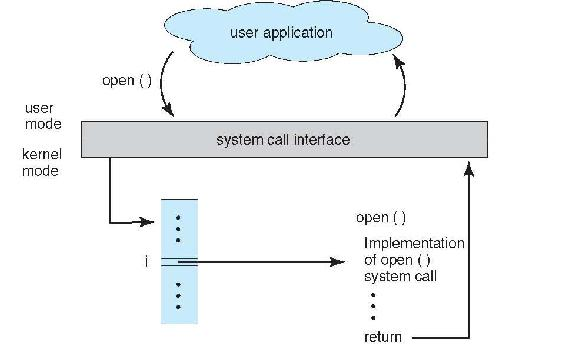 user application
open ( )
user
mode
system call interface
kernel
mode
open ( )
i
Implementation
of open ( )
system call
return